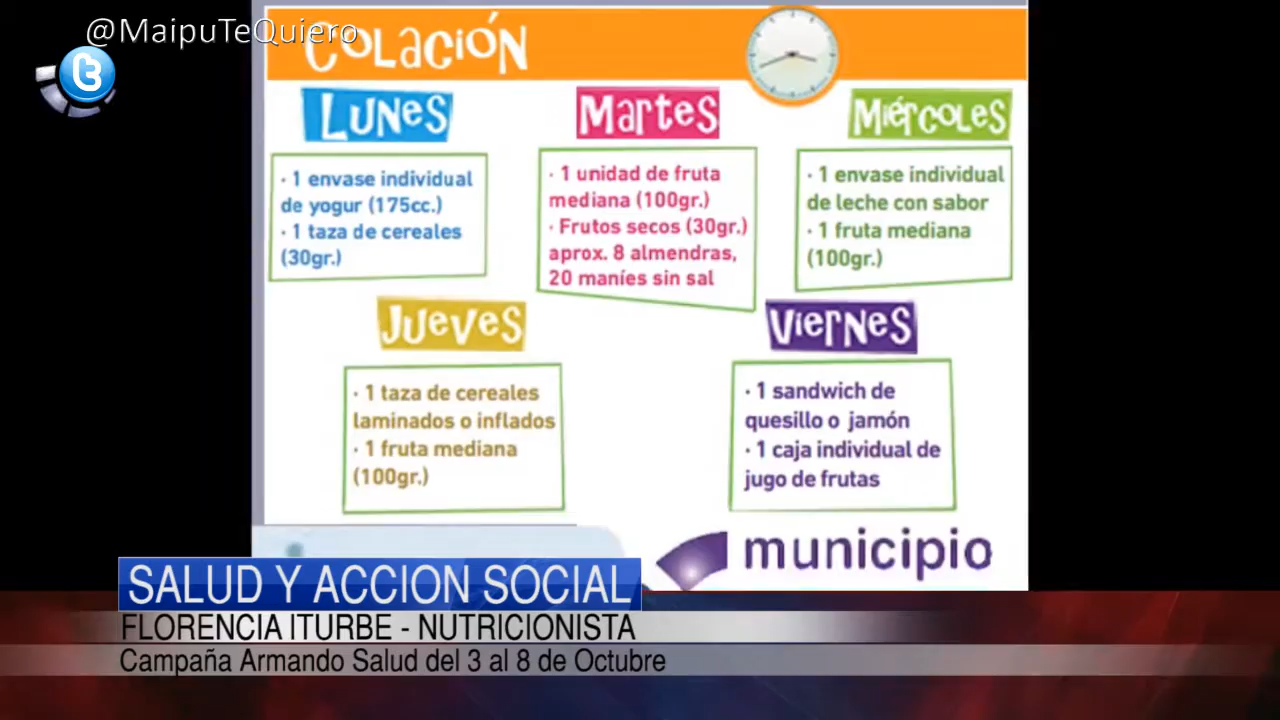 @MaipuTeQuiero
COLACIÓN
LUNES
· 1 envase individual
de yogur (175cc.)
· 1 taza de cereales
(30gr.)
Martes
· 1 unidad de fruta
mediana (100gr.)
· Frutos secos (30gr.)
aprox. 8 almendras,
20 maníes sin sal
Miércoles
· 1 envase individual
de leche con sabor
· 1 fruta mediana
(100gr.)
Jueves
· 1 taza de cereales
laminados o inflados
· 1 fruta mediana
(100gr.)
Viernes
· 1 sandwich de
quesillo o jamón
· 1 caja individual de
jugo de frutas
municipio
SALUD Y ACCION SOCIAL
FLORENCIA ITURBE - NUTRICIONISTA
Campaña Armando Salud del 3 al 8 de Octubre